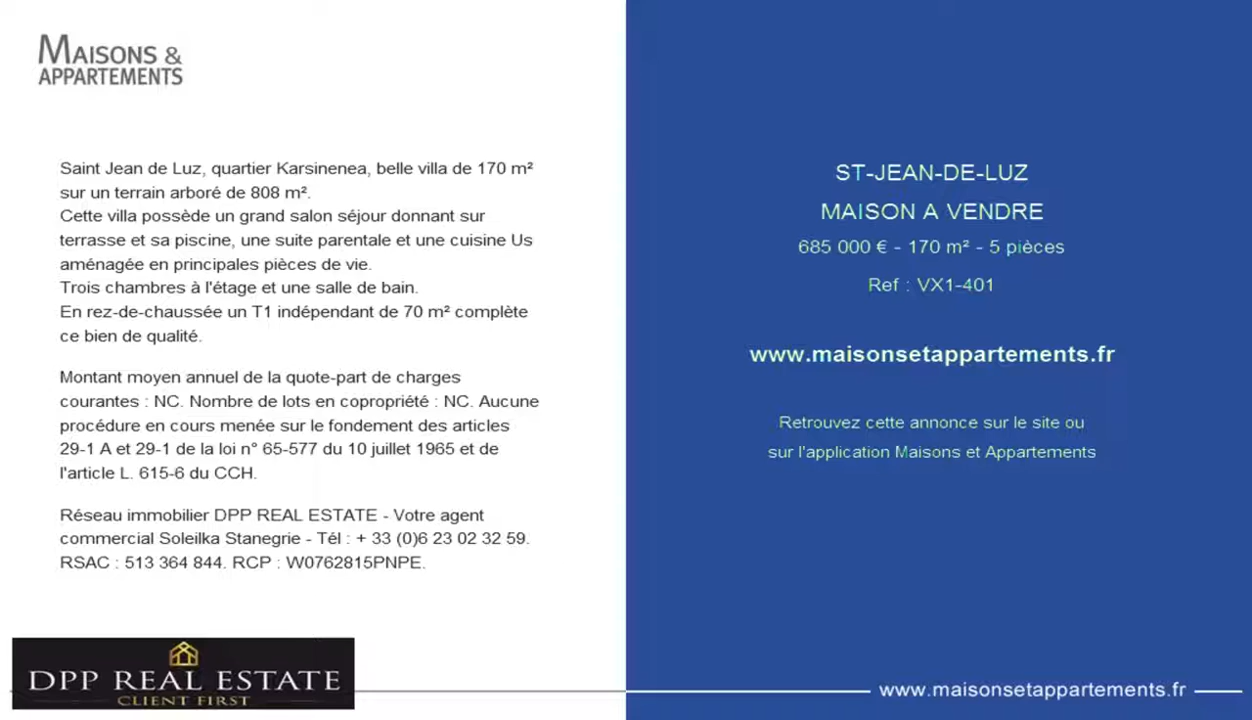 MAISONS &
APPARTEMENTS
Saint Jean de Luz, quartier Karsinenea, belle villa de 170 m²
sur un terrain arboré de 808 m².
Cette villa possède un grand salon séjour donnant sur
terrasse et sa piscine, une suite parentale et une cuisine Us
aménagée en principales pièces de vie.
Trois chambres à l'étage et une salle de bain.
En rez-de-chaussée un T1 indépendant de 70 m² complète
ce bien de qualité.
Montant moyen annuel de la quote-part de charges
courantes : NC. Nombre de lots en copropriété : NC. Aucune
procédure en cours menée sur le fondement des articles
29-1 A et 29-1 de la loi n° 65-577 du 10 juillet 1965 et de
l'article L. 615-6 du CCH.
Réseau immobilier DPP REAL ESTATE - Votre agent
commercial Soleilka Stanegrie - Tél : + 33 (0)6 23 02 32 59.
RSAC : 513 364 844. RCP : W0762815PNPE.
DPP REAL ESTATE
CLIENT FIRST
ST-JEAN-DE-LUZ
MAISON A VENDRE
685 000 € - 170 m² - 5 pièces
Ref : VX1-401
www.maisonsetappartements.fr
Retrouvez cette annonce sur le site ou
sur l'application Maisons et Appartements
www.maisonsetappartements.fr